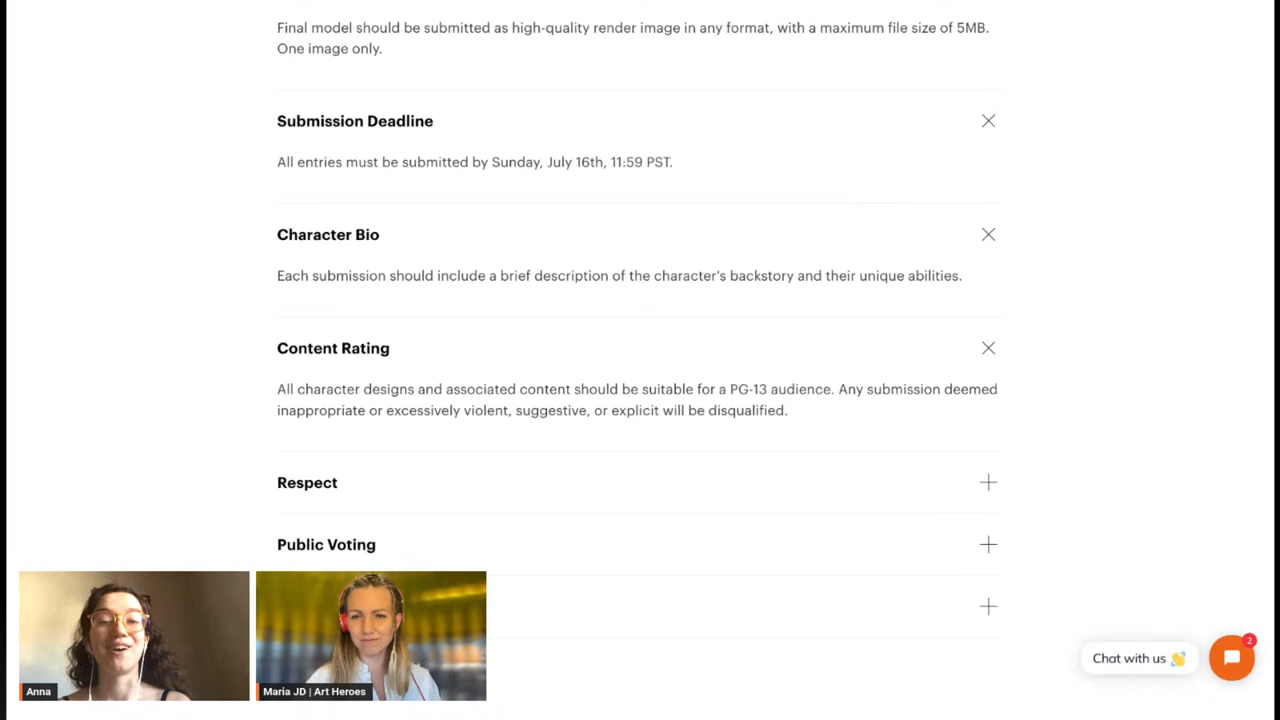 Final model should be submitted as high-quality render image in any format, with a maximum file size of 5MB.
One image only.
Submission Deadline
All entries must be submitted by Sunday, July 16th, 11:59 PST.
Character Bio
Each submission should include a brief description of the character's backstory and their unique abilities.
Content Rating
All character designs and associated content should be suitable for a PG-13 audience. Any submission deemed
inappropriate or excessively violent, suggestive, or explicit will be disqualified.
Respect
Public Voting
Anna
Maria JD | Art Heroes
Chat with us 👋
2